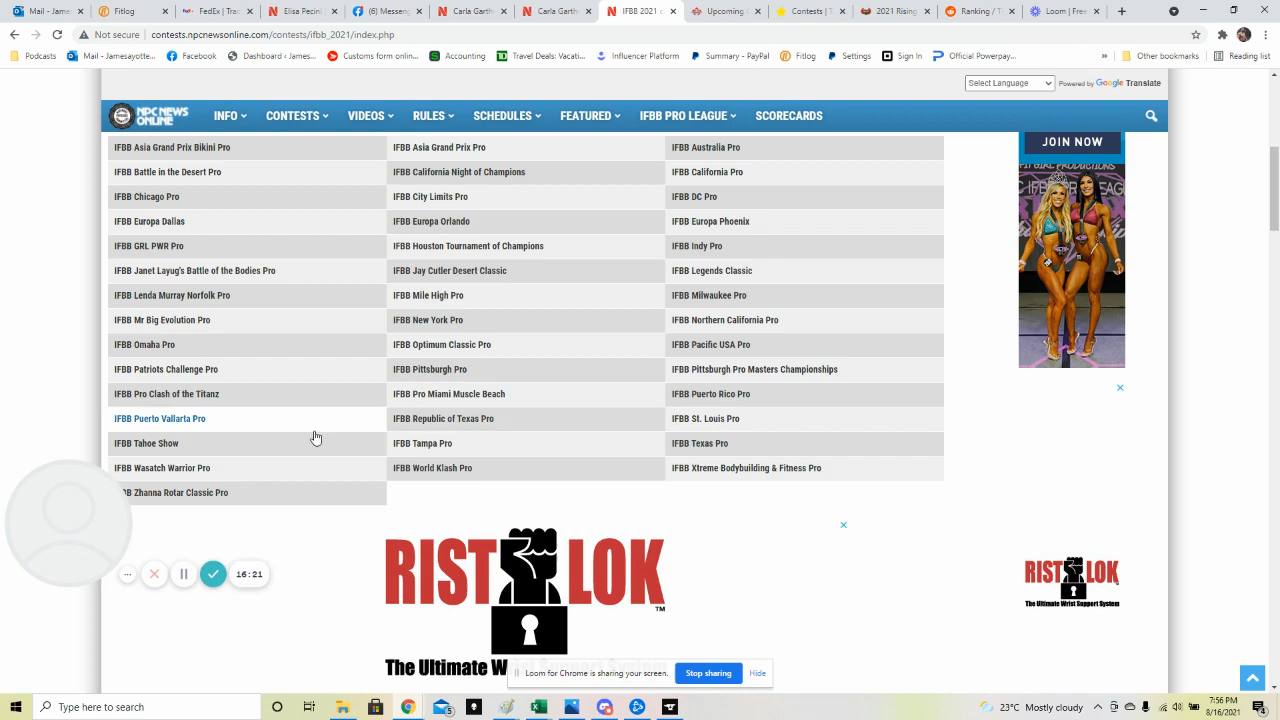 (1) Mail - Jame
Fitlog
FedEx | Track
Elisa Pecini
(6) Messeng
Carla Garth
Carla Garth
IFBB 2021 c
Upcoming
Contests | T
2021 Rising
Ranking / T
Loom | Free
Not secure contests.npcnewsonline.com/contests/ifbb_2021/index.php
Podcasts Mail - Jamesayotte... Facebook Dashboard ‹ James... Customs form onli... Accounting Travel Deals: Vacati... Influencer Platform Summary - PayPal Fitlog Settings Sign In Official Powerapp... » Other bookmarks Reading list
Select Language Powered by Google Translate
NPC NEWS ONLINE
INFO CONTESTS VIDEOS RULES SCHEDULES FEATURED IFBB PRO LEAGUE SCORECARDS
IFBB Asia Grand Prix Bikini Pro IFBB Asia Grand Prix Pro IFBB Australia Pro
IFBB Battle in the Desert Pro IFBB California Night of Champions IFBB California Pro
IFBB Chicago Pro IFBB City Limits Pro IFBB DC Pro
IFBB Europa Dallas IFBB Europa Orlando IFBB Europa Phoenix
IFBB GRL PWR Pro IFBB Houston Tournament of Champions IFBB Indy Pro
IFBB Janet Layug's Battle of the Bodies Pro IFBB Jay Cutler Desert Classic IFBB Legends Classic
IFBB Lenda Murray Norfolk Pro IFBB Mile High Pro IFBB Milwaukee Pro
IFBB Mr Big Evolution Pro IFBB New York Pro IFBB Northern California Pro
IFBB Omaha Pro IFBB Optimum Classic Pro IFBB Pacific USA Pro
IFBB Patriots Challenge Pro IFBB Pittsburgh Pro IFBB Pittsburgh Pro Masters Championships
IFBB Pro Clash of the Titanz IFBB Pro Miami Muscle Beach IFBB Puerto Rico Pro
IFBB Puerto Vallarta Pro IFBB Republic of Texas Pro IFBB St. Louis Pro
IFBB Tahoe Show IFBB Tampa Pro IFBB Texas Pro
IFBB Wasatch Warrior Pro IFBB World Klash Pro IFBB Xtreme Bodybuilding & Fitness Pro
Zhanna Rotar Classic Pro
JOIN NOW
16:21
RIST LOK ™
The Ultimate W
RIST LOK
The Ultimate Wrist Support System
Loom for Chrome is sharing your screen. Stop sharing Hide
Type here to search
23°C Mostly cloudy
7:56 PM
8/16/2021